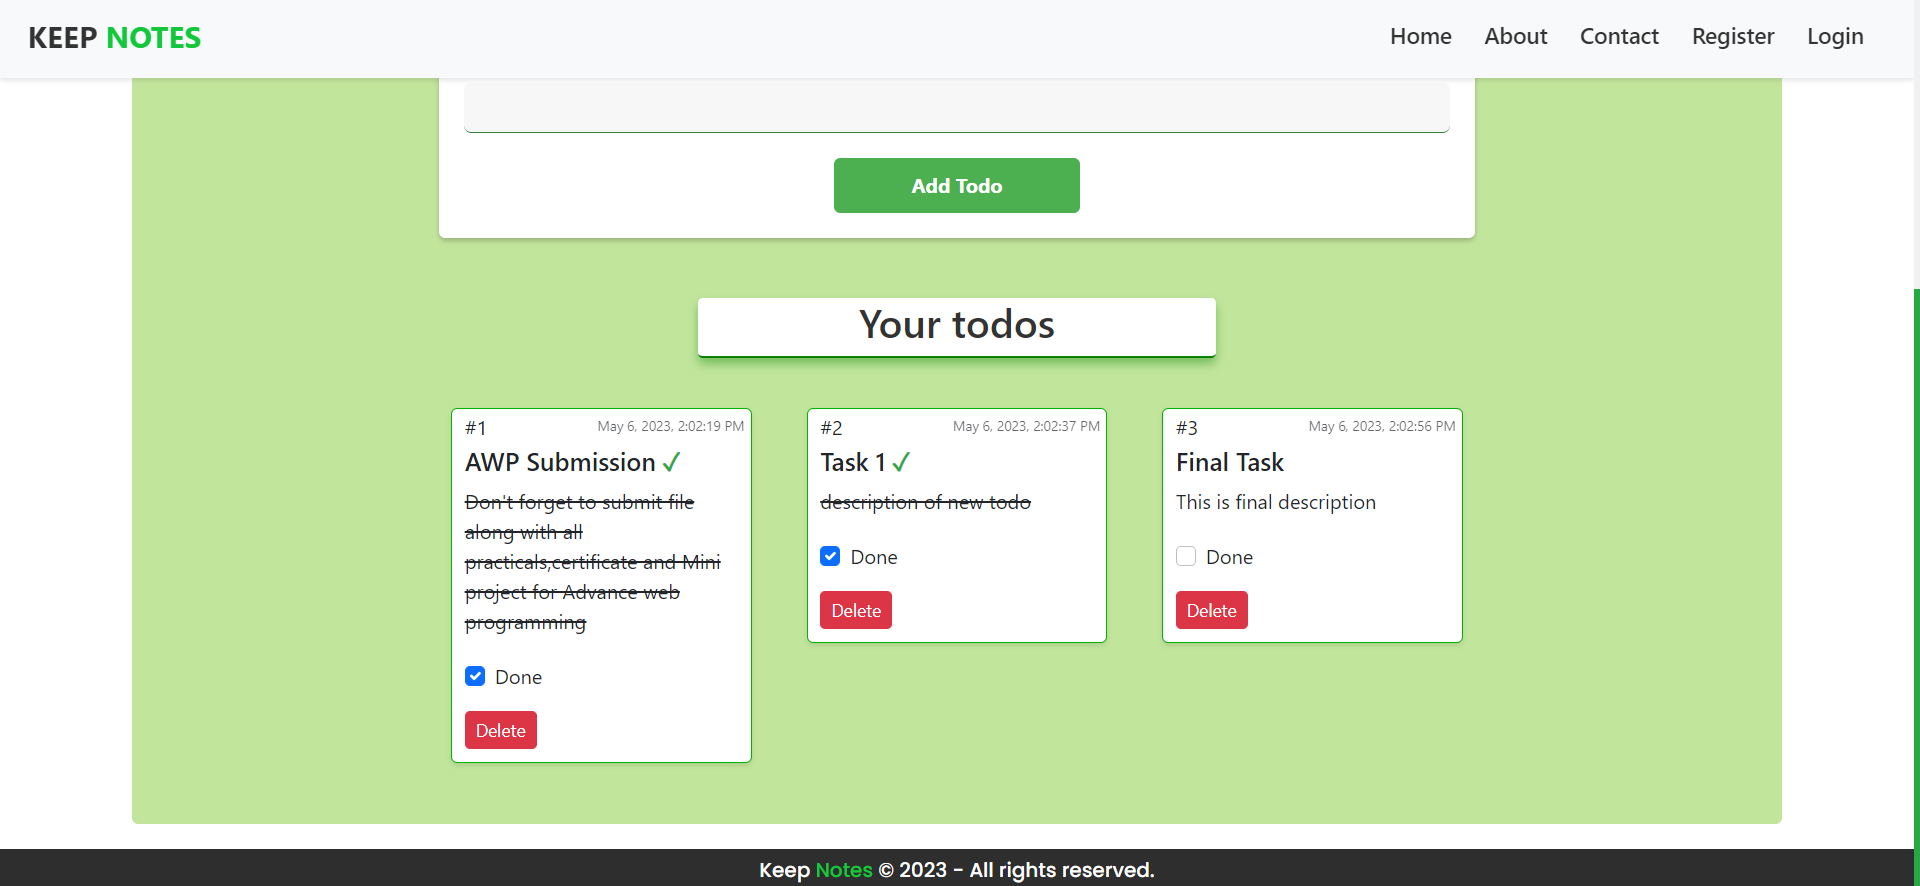 KEEP NOTES
Home About Contact Register Login
Add Todo
Your todos
#1 May 6, 2023, 2:02:19 PM
AWP Submission ✓
Don't forget to submit file
along with all
practicals,certificate and Mini
project for Advance web
programming
Done
Delete
#2 May 6, 2023, 2:02:37 PM
Task 1 ✓
description of new todo
Done
Delete
#3 May 6, 2023, 2:02:56 PM
Final Task
This is final description
Done
Delete
Keep Notes © 2023 - All rights reserved.